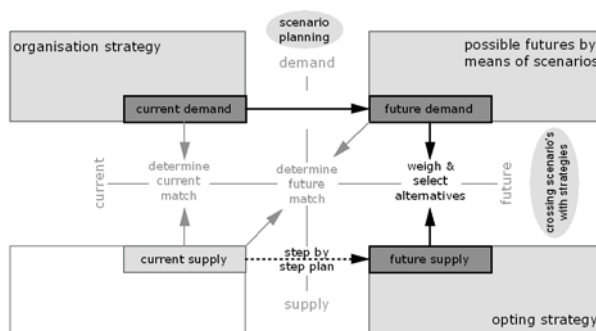 scenario
planning
organisation strategy
possible futures by
means of scenarios
demand
current demand
future demand
current
determine
current
match
determine
future
match
weigh &
select
alternatives
future
crossing scenario's
with strategies
current supply
step by
step plan
future supply
supply
opting strategy